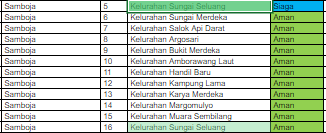 Samboja 5 Kelurahan Sungai Seluang Siaga
Samboja 6 Kelurahan Sungai Merdeka Aman
Samboja 7 Kelurahan Salok Api Darat Aman
Samboja 8 Kelurahan Argosari Aman
Samboja 9 Kelurahan Bukit Merdeka Aman
Samboja 10 Kelurahan Amborawang Laut Aman
Samboja 11 Kelurahan Handil Baru Aman
Samboja 12 Kelurahan Kampung Lama Aman
Samboja 13 Kelurahan Karya Merdeka Aman
Samboja 14 Kelurahan Margomulyo Aman
Samboja 15 Kelurahan Muara Sembilang Aman
Samboja 16 Kelurahan Sungai Seluang Aman